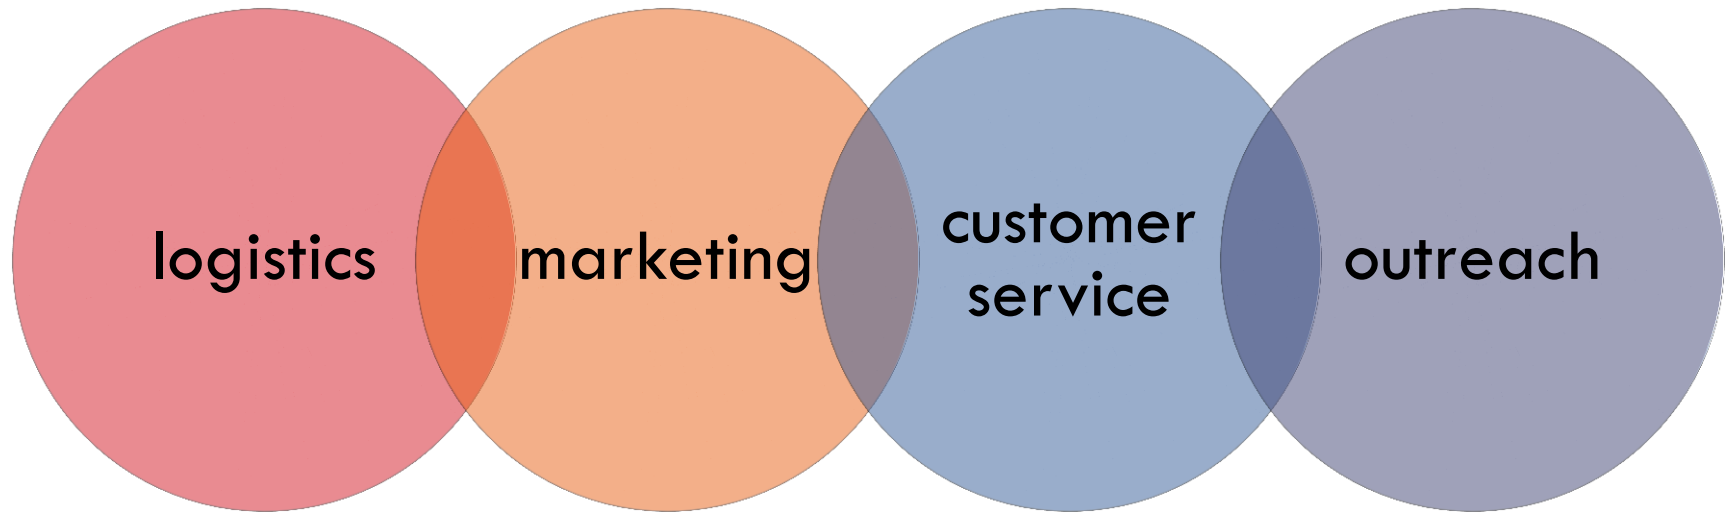 logistics
marketing
customer
service
outreach